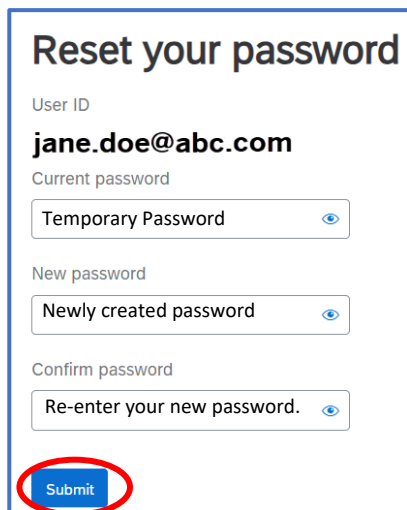 Reset your password
User ID
jane.doe@abc.com
Current password
Temporary Password
New password
Newly created password
Confirm password
Re-enter your new password.
Submit